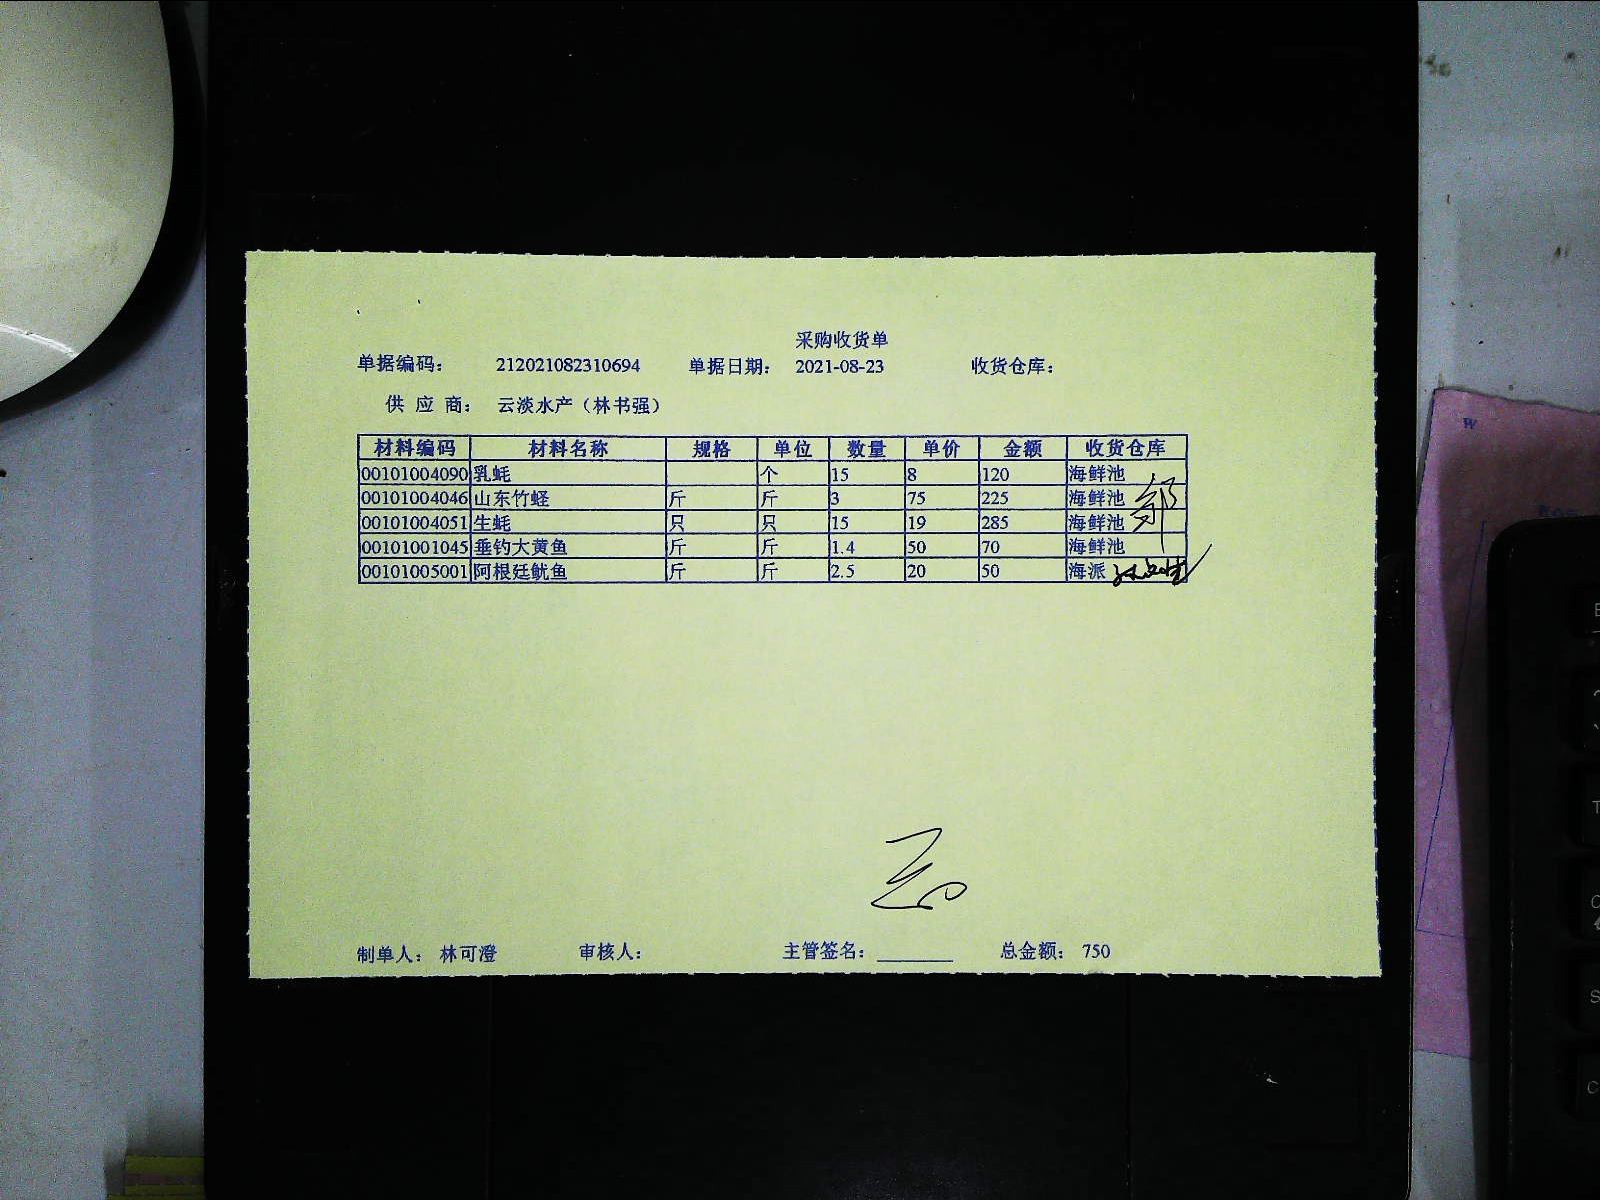 采购收货单
单据编码： 212021082310694 单据日期： 2021-08-23 收货仓库：
供 应 商： 云淡水产（林书强）
材料编码 材料名称 规格 单位 数量 单价 金额 收货仓库
00101004090 乳蚝 个 15 8 120 海鲜池
00101004046 山东竹蛏 斤 斤 3 75 225 海鲜池
00101004051 生蚝 只 只 15 19 285 海鲜池
00101001045 垂钓大黄鱼 斤 斤 1.4 50 70 海鲜池
00101005001 阿根廷鱿鱼 斤 斤 2.5 20 50 海派
制单人： 林可澄 审核人： 主管签名： 总金额： 750